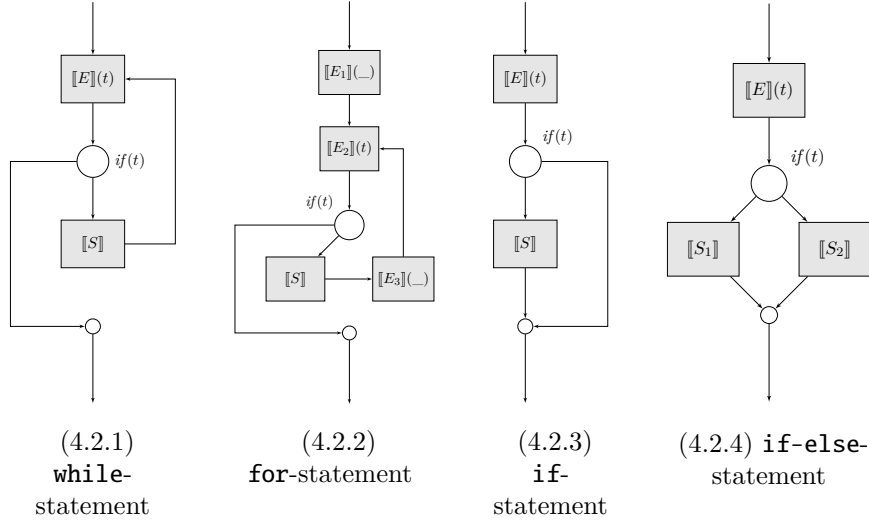 ⟦E⟧(t)
if(t)
⟦S⟧
(4.2.1)
while-
statement
⟦E₁⟧(_)
⟦E₂⟧(t)
if(t)
⟦S⟧
⟦E₃⟧(_)
(4.2.2)
for-statement
⟦E⟧(t)
if(t)
⟦S⟧
(4.2.3)
if-
statement
⟦E⟧(t)
if(t)
⟦S₁⟧
⟦S₂⟧
(4.2.4) if-else-
statement